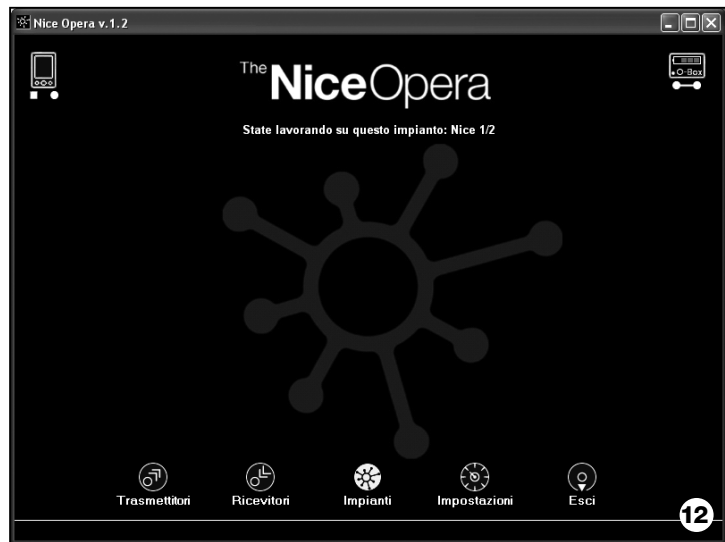 Nice Opera v.1.2
The NiceOpera
O-Box
State lavorando su questo impianto: Nice 1/2
Trasmettitori Ricevitori Impianti Impostazioni Esci
12